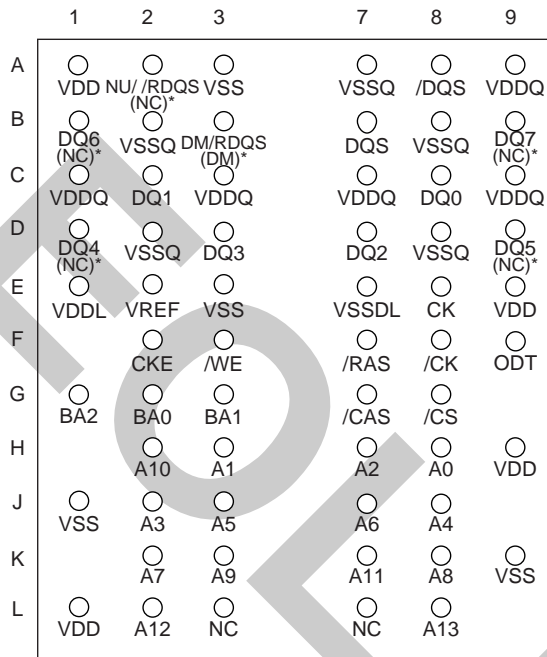 1 2 3 7 8 9
A
VDD NU/ /RDQS VSS VSSQ /DQS VDDQ
(NC)*
B
DQ6 VSSQ DM/RDQS DQS VSSQ DQ7
(NC)* (DM)* (NC)*
C
VDDQ DQ1 VDDQ VDDQ DQ0 VDDQ
D
DQ4 VSSQ DQ3 DQ2 VSSQ DQ5
(NC)* (NC)*
E
VDDL VREF VSS VSSDL CK VDD
F
CKE /WE /RAS /CK ODT
G
BA2 BA0 BA1 /CAS /CS
H
A10 A1 A2 A0 VDD
J
VSS A3 A5 A6 A4
K
A7 A9 A11 A8 VSS
L
VDD A12 NC NC A13
EOL